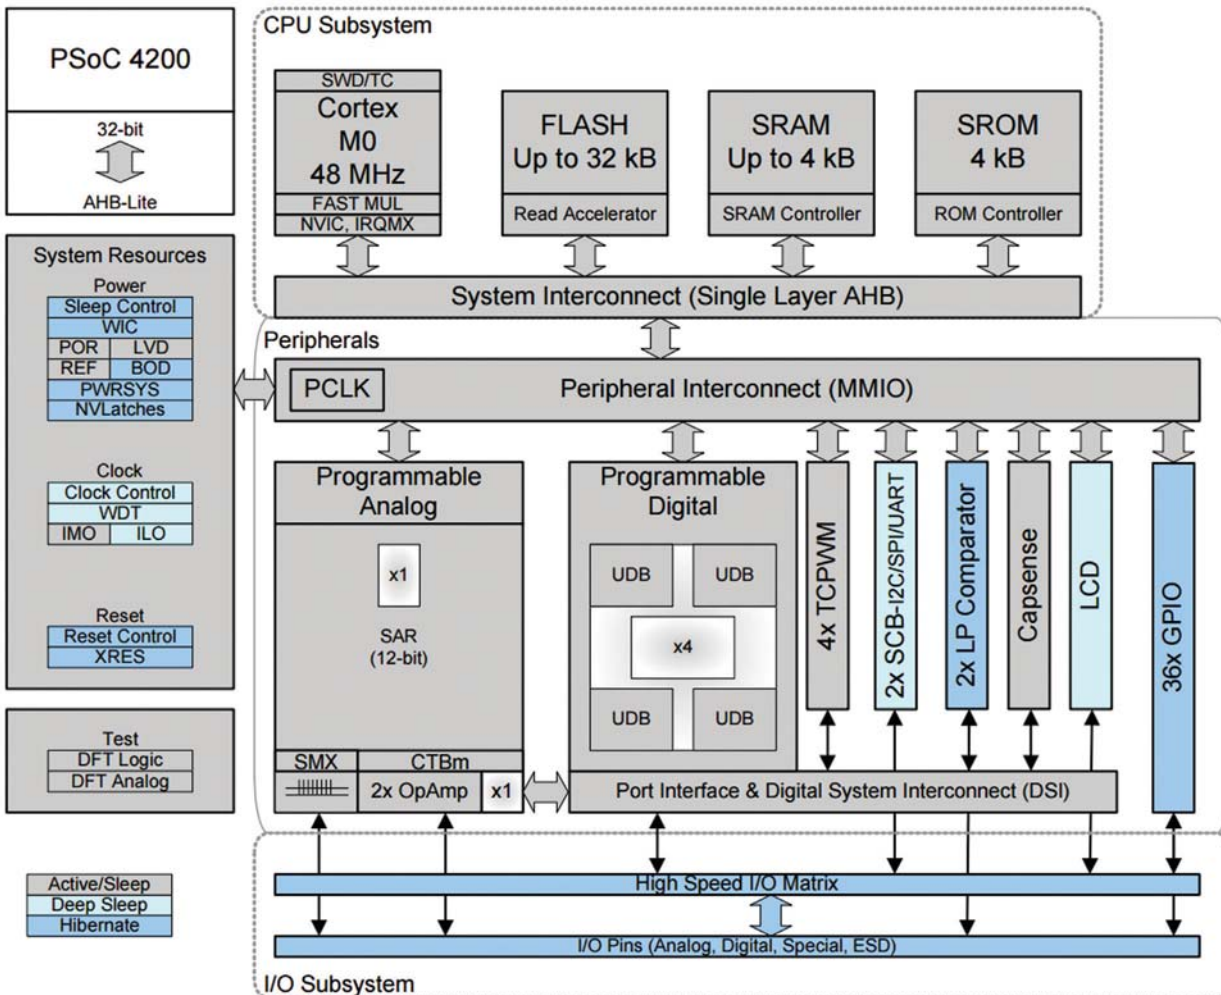 PSoC 4200
32-bit
AHB-Lite
CPU Subsystem
SWD/TC
Cortex
M0
48 MHz
FAST MUL
NVIC, IRQMX
FLASH
Up to 32 kB
Read Accelerator
SRAM
Up to 4 kB
SRAM Controller
SROM
4 kB
ROM Controller
System Interconnect (Single Layer AHB)
System Resources
Power
Sleep Control
WIC
POR LVD
REF BOD
PWRSYS
NVLatches
Clock
Clock Control
WDT
IMO ILO
Reset
Reset Control
XRES
Test
DFT Logic
DFT Analog
Peripherals
PCLK
Peripheral Interconnect (MMIO)
Programmable
Analog
x1
SAR
(12-bit)
SMX
CTBm
2x OpAmp
x1
Programmable
Digital
UDB UDB
x4
UDB UDB
4x TCPWM
2x SCB-I2C/SPI/UART
2x LP Comparator
Capsense
LCD
36x GPIO
Port Interface & Digital System Interconnect (DSI)
High Speed I/O Matrix
I/O Pins (Analog, Digital, Special, ESD)
I/O Subsystem
Active/Sleep
Deep Sleep
Hibernate